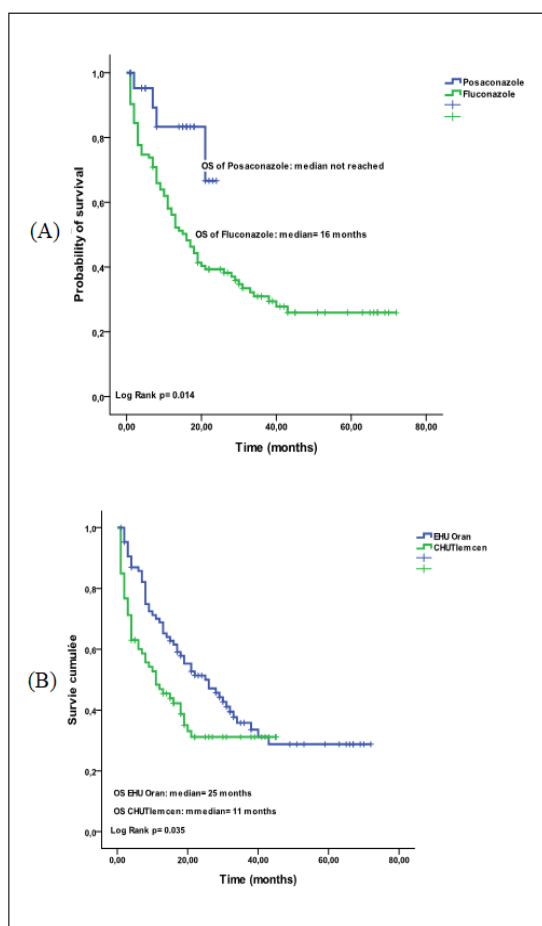 (A)
Probability of survival
1,0
0,8
0,6
0,4
0,2
0,0
Posaconazole
Fluconazole
OS of Posaconazole: median not reached
OS of Fluconazole: median= 16 months
Log Rank p= 0.014
0,00 20,00 40,00 60,00 80,00
Time (months)
(B)
Survie cumulée
1,0
0,8
0,6
0,4
0,2
0,0
EHU Oran
CHUTlemcen
OS EHU Oran: median= 25 months
OS CHUTlemcen: mmedian= 11 months
Log Rank p= 0.035
0,00 20,00 40,00 60,00 80,00
Time (months)